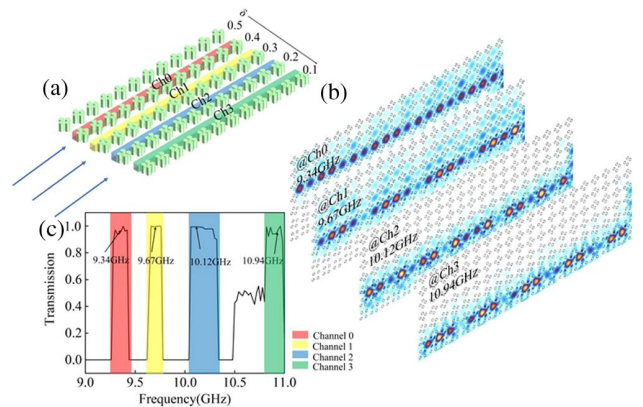 (a)
δ
0.5
0.4
0.3
0.2
0.1
Ch0
Ch1
Ch2
Ch3
(b)
@Ch0
9.34GHz
@Ch1
9.67GHz
@Ch2
10.12GHz
@Ch3
10.94GHz
(c)
Transmission
1.0
0.8
0.6
0.4
0.2
0.0
9.34GHz
9.67GHz
10.12GHz
10.94GHz
Channel 0
Channel 1
Channel 2
Channel 3
9.0 9.5 10.0 10.5 11.0
Frequency(GHz)